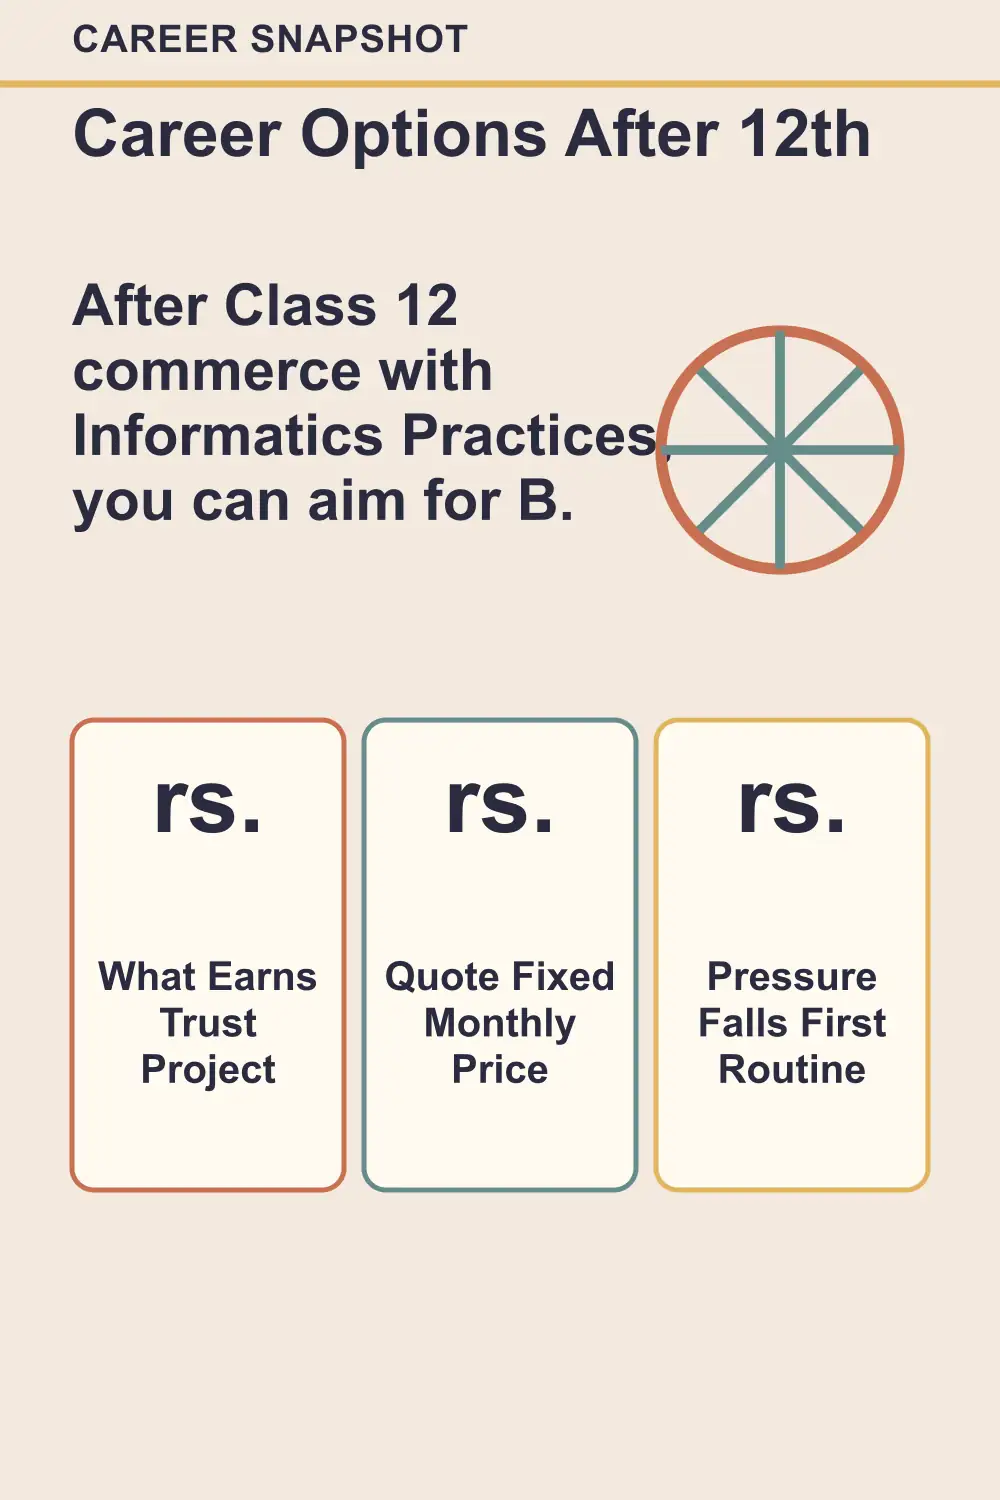 CAREER SNAPSHOT
Career Options After 12th
After Class 12
commerce with
Informatics Practices,
you can aim for B.
rs.
What Earns
Trust
Project
rs.
Quote Fixed
Monthly
Price
rs.
Pressure
Falls First
Routine